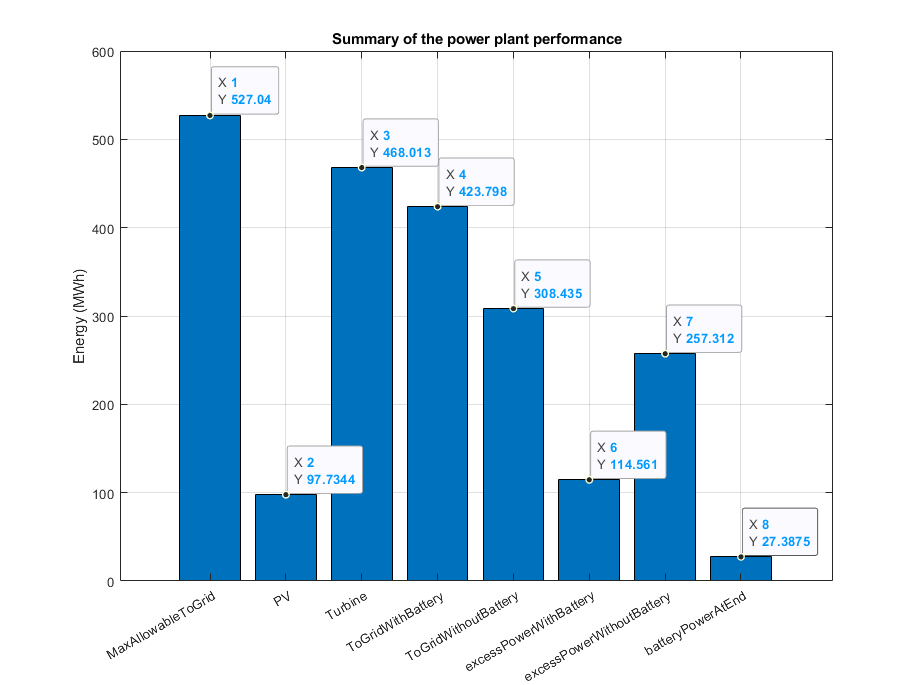 Summary of the power plant performance
Energy (MWh)
600
500
400
300
200
100
0
X 1
Y 527.04
X 2
Y 97.7344
X 3
Y 468.013
X 4
Y 423.798
X 5
Y 308.435
X 6
Y 114.561
X 7
Y 257.312
X 8
Y 27.3875
MaxAllowableToGrid
PV
Turbine
ToGridWithBattery
ToGridWithoutBattery
excessPowerWithBattery
excessPowerWithoutBattery
batteryPowerAtEnd